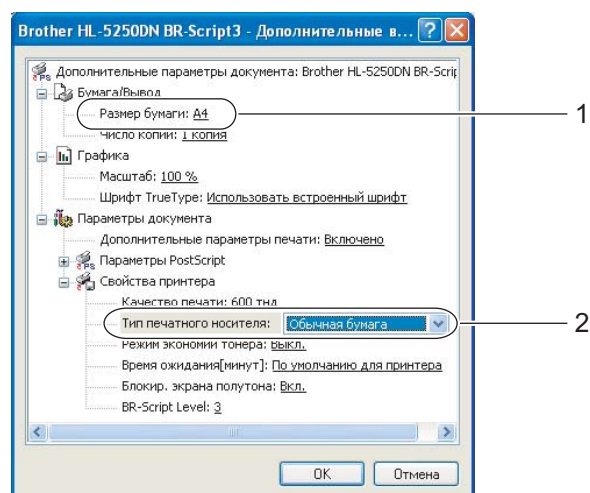 Brother HL-5250DN BR-Script3 - Дополнительные в...
Дополнительные параметры документа: Brother HL-5250DN BR-Scrip
Бумага/Вывод
Размер бумаги: A4
1
Число копий: 1 копия
Графика
Масштаб: 100 %
Шрифт TrueType: Использовать встроенный шрифт
Параметры документа
Дополнительные параметры печати: Включено
Параметры PostScript
Свойства принтера
Качество печати: 600 тнд
Тип печатного носителя: Обычная бумага
2
Режим экономии тонера: Выкл.
Время ожидания[минут]: По умолчанию для принтера
Блокир. экрана полутона: Вкл.
BR-Script Level: 3
OK Отмена